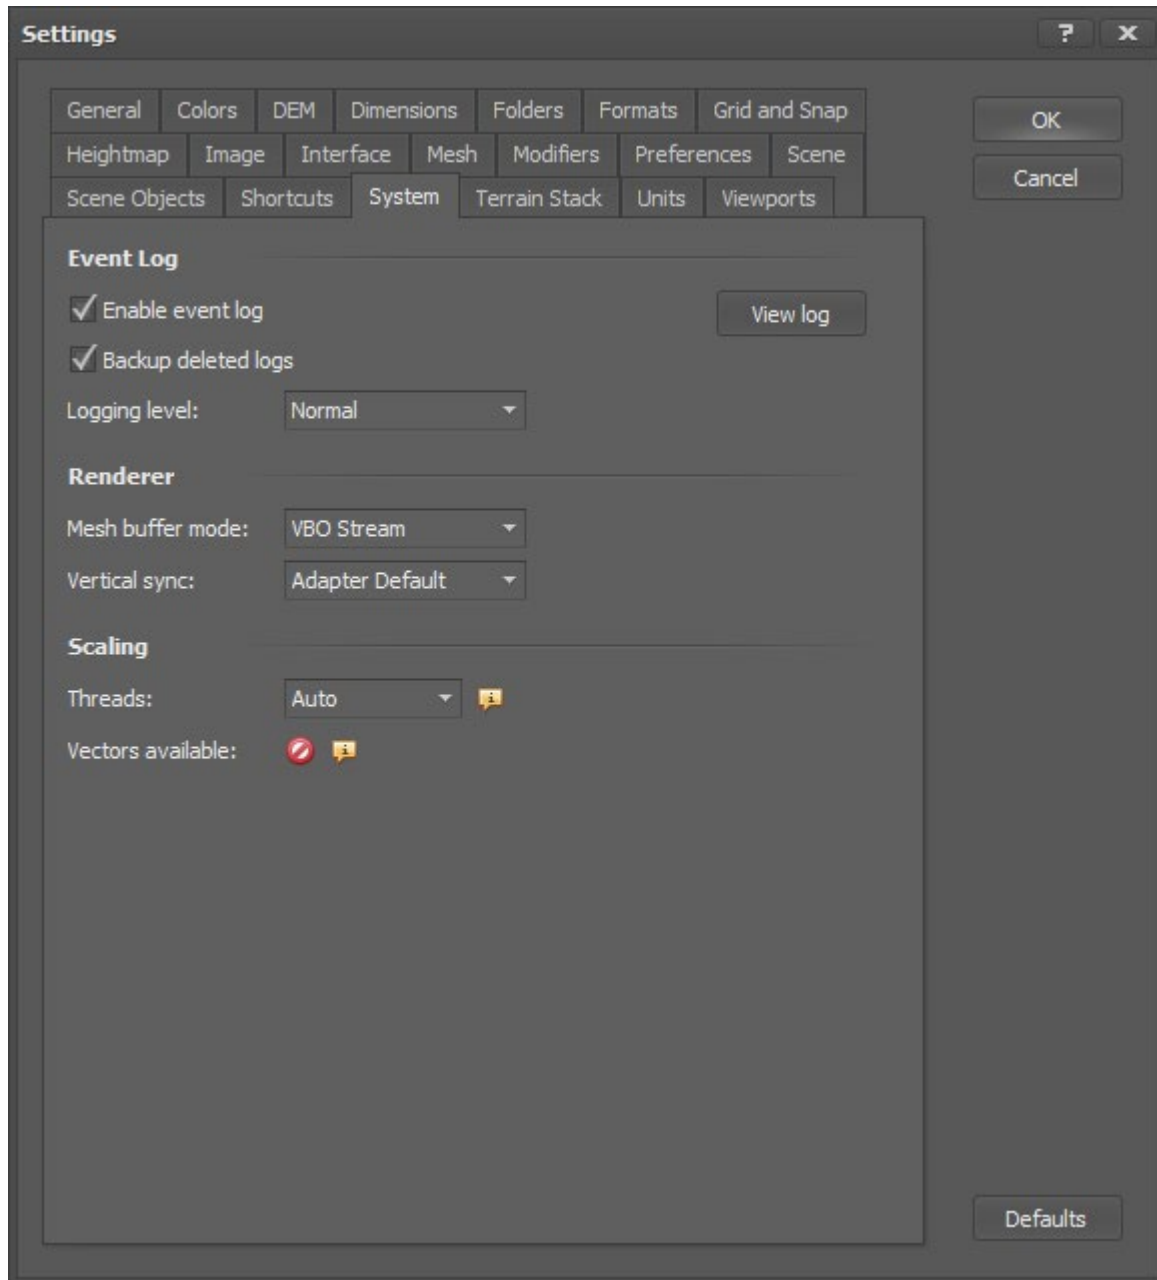 Settings
General Colors DEM Dimensions Folders Formats Grid and Snap
Heightmap Image Interface Mesh Modifiers Preferences Scene
Scene Objects Shortcuts System Terrain Stack Units Viewports
OK
Cancel
Event Log
Enable event log
View log
Backup deleted logs
Logging level: Normal
Renderer
Mesh buffer mode: VBO Stream
Vertical sync: Adapter Default
Scaling
Threads: Auto
Vectors available:
Defaults